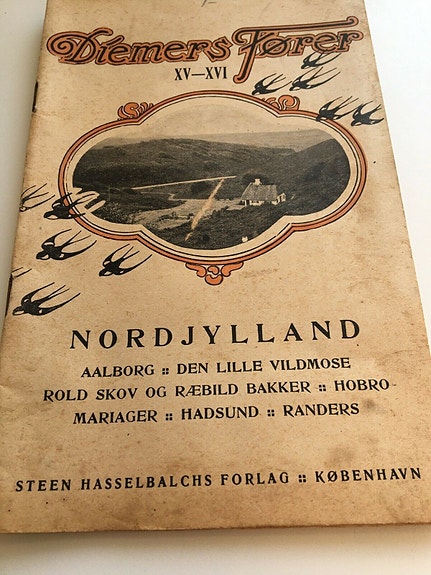 Diemers Fører
XV—XVI
NORDJYLLAND
AALBORG :: DEN LILLE VILDMOSE
ROLD SKOV OG RÆBILD BAKKER :: HOBRO
MARIAGER :: HADSUND :: RANDERS
STEEN HASSELBALCHS FORLAG :: KØBENHAVN